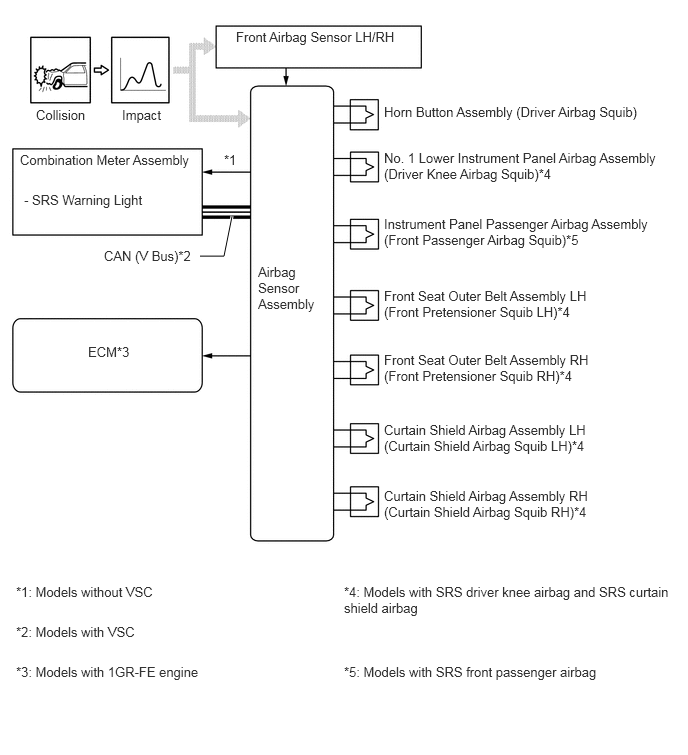 Front Airbag Sensor LH/RH
Collision
Impact
Combination Meter Assembly
- SRS Warning Light
*1
CAN (V Bus)*2
ECM*3
Airbag
Sensor
Assembly
Horn Button Assembly (Driver Airbag Squib)
No. 1 Lower Instrument Panel Airbag Assembly
(Driver Knee Airbag Squib)*4
Instrument Panel Passenger Airbag Assembly
(Front Passenger Airbag Squib)*5
Front Seat Outer Belt Assembly LH
(Front Pretensioner Squib LH)*4
Front Seat Outer Belt Assembly RH
(Front Pretensioner Squib RH)*4
Curtain Shield Airbag Assembly LH
(Curtain Shield Airbag Squib LH)*4
Curtain Shield Airbag Assembly RH
(Curtain Shield Airbag Squib RH)*4
*1: Models without VSC
*2: Models with VSC
*3: Models with 1GR-FE engine
*4: Models with SRS driver knee airbag and SRS curtain
shield airbag
*5: Models with SRS front passenger airbag